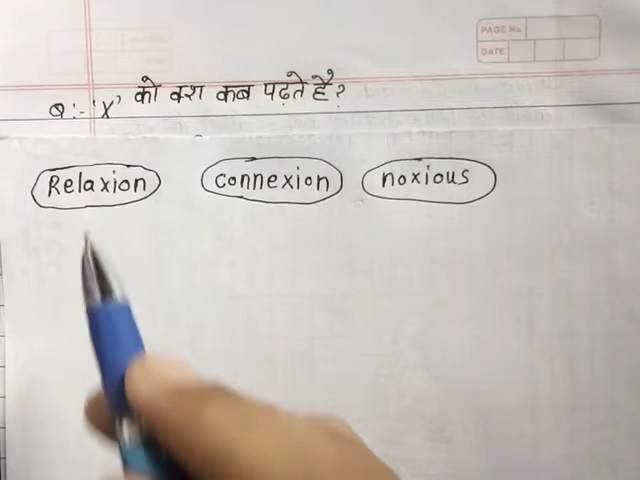 PAGE No.
DATE
Q:- 'X' को क्श कब पढ़ते हैं?
Relaxion connexion noxious